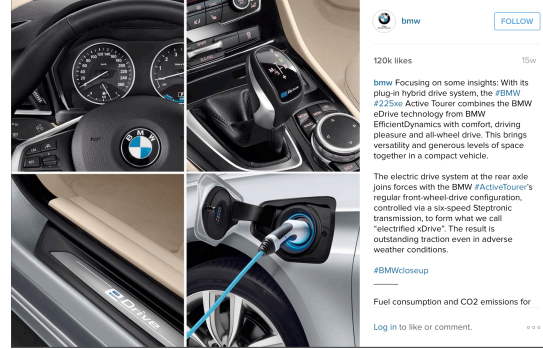 bmw
FOLLOW
120k likes
15w
bmw Focusing on some insights: With its
plug-in hybrid drive system, the #BMW
#225xe Active Tourer combines the BMW
eDrive technology from BMW
EfficientDynamics with comfort, driving
pleasure and all-wheel drive. This brings
versatility and generous levels of space
together in a compact vehicle.
The electric drive system at the rear axle
joins forces with the BMW #ActiveTourer's
regular front-wheel-drive configuration,
controlled via a six-speed Steptronic
transmission, to form what we call
"electrified xDrive". The result is
outstanding traction even in adverse
weather conditions.
#BMWcloseup
Fuel consumption and CO2 emissions for
Log in to like or comment.
BMW
eDrive